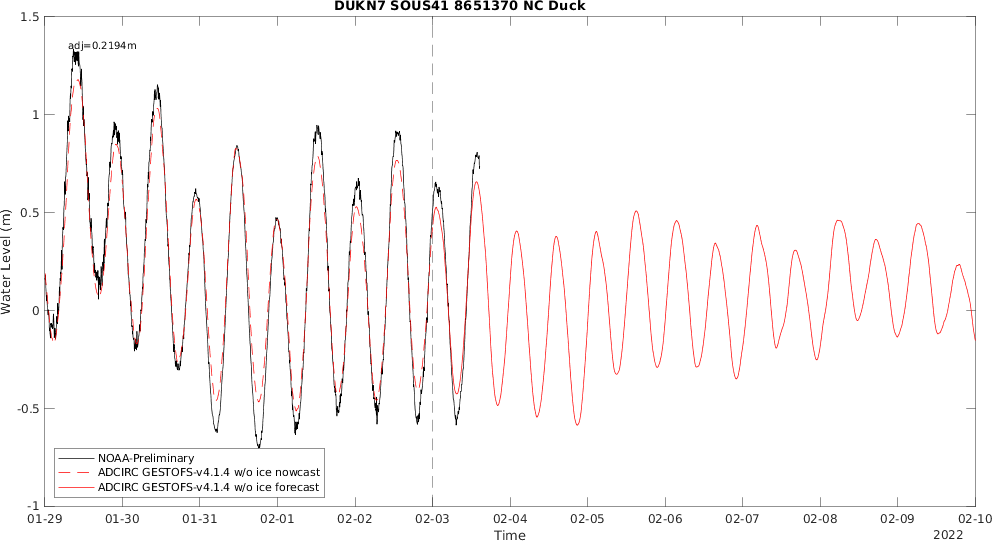 DUKN7 SOUS41 8651370 NC Duck
adj=0.2194m
1.5
1
0.5
0
-0.5
-1
Water Level (m)
NOAA-Preliminary
ADCIRC GESTOFS-v4.1.4 w/o ice nowcast
ADCIRC GESTOFS-v4.1.4 w/o ice forecast
01-29 01-30 01-31 02-01 02-02 02-03 02-04 02-05 02-06 02-07 02-08 02-09 02-10
Time
2022